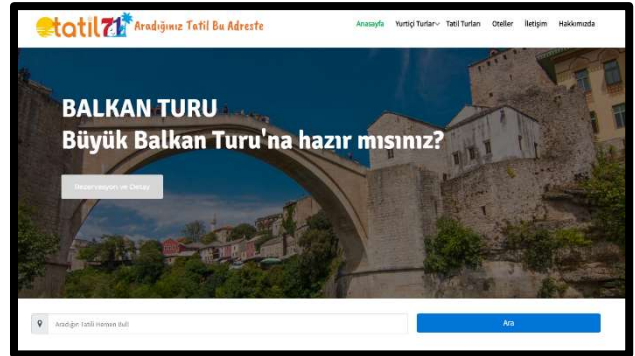 tatil71 Aradığınız Tatil Bu Adreste
Anasayfa Yurtiçi Turlar Tatil Turları Oteller İletişim Hakkımızda
BALKAN TURU
Büyük Balkan Turu'na hazır mısınız?
Rezervasyon ve Detay
Aradığın Tatili Hemen Bul!
Ara